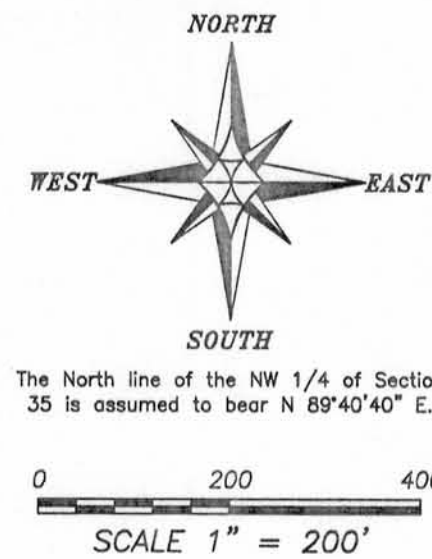 NORTH
WEST EAST
SOUTH
The North line of the NW 1/4 of Sectio
35 is assumed to bear N 89°40'40" E.
0 200 400
SCALE 1" = 200'